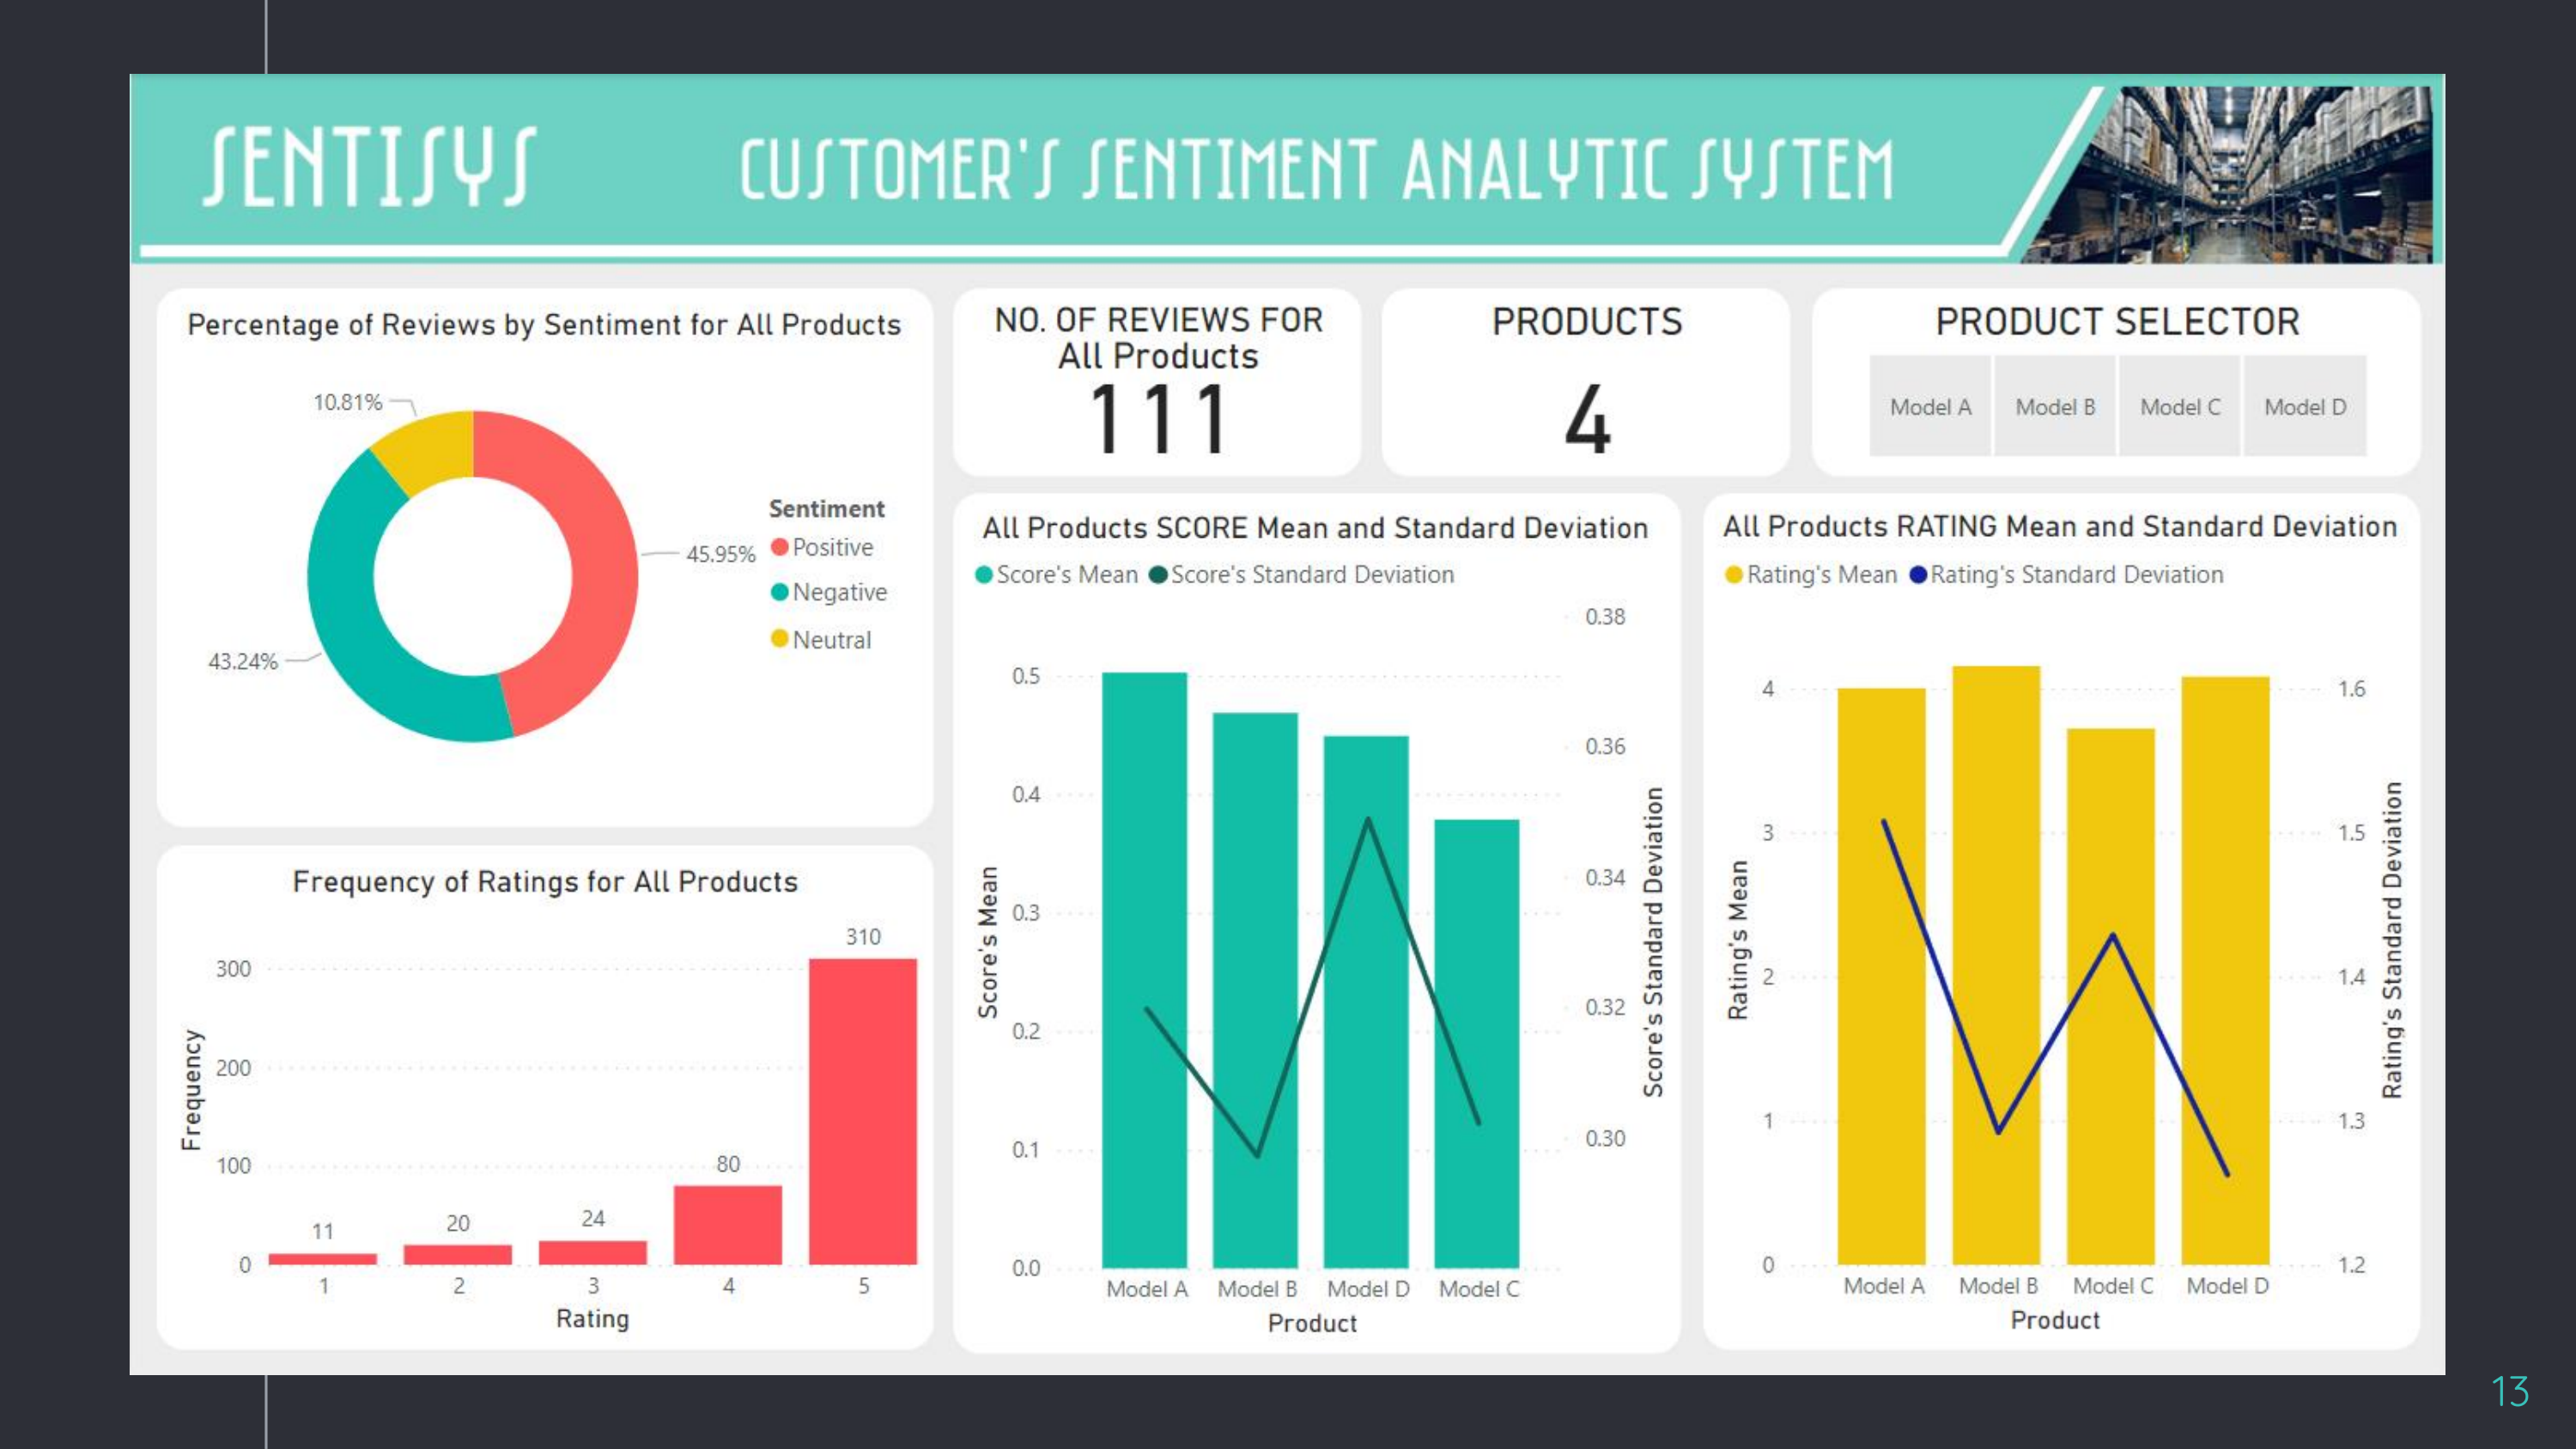 SENTISYS
CUSTOMER'S SENTIMENT ANALYTIC SYSTEM
Percentage of Reviews by Sentiment for All Products
10.81%
45.95%
43.24%
Sentiment
Positive
Negative
Neutral
NO. OF REVIEWS FOR
All Products
111
PRODUCTS
4
PRODUCT SELECTOR
Model A Model B Model C Model D
Frequency of Ratings for All Products
Frequency
300
200
100
0
11
20
24
80
310
1 2 3 4 5
Rating
All Products SCORE Mean and Standard Deviation
Score's Mean Score's Standard Deviation
Score's Mean
0.5
0.4
0.3
0.2
0.1
0.0
0.38
0.36
0.34
0.32
0.30
Score's Standard Deviation
Model A Model B Model D Model C
Product
All Products RATING Mean and Standard Deviation
Rating's Mean Rating's Standard Deviation
Rating's Mean
4
3
2
1
0
1.6
1.5
1.4
1.3
1.2
Rating's Standard Deviation
Model A Model B Model C Model D
Product
13